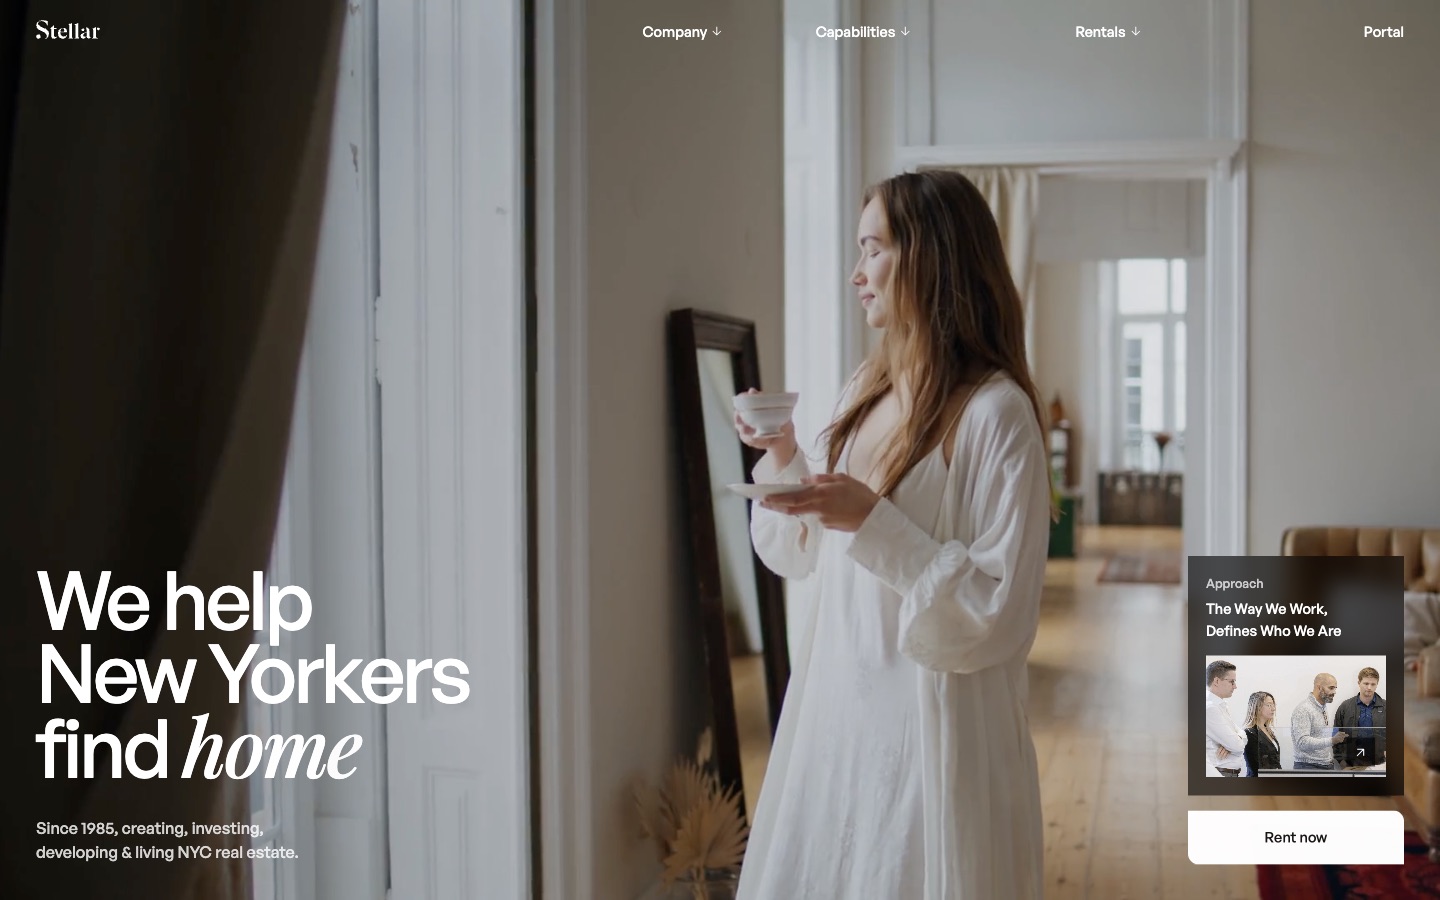 Stellar
Company ↓
Capabilities ↓
Rentals ↓
Portal
We help
New Yorkers
find home
Since 1985, creating, investing,
developing & living NYC real estate.
Approach
The Way We Work,
Defines Who We Are
Rent now